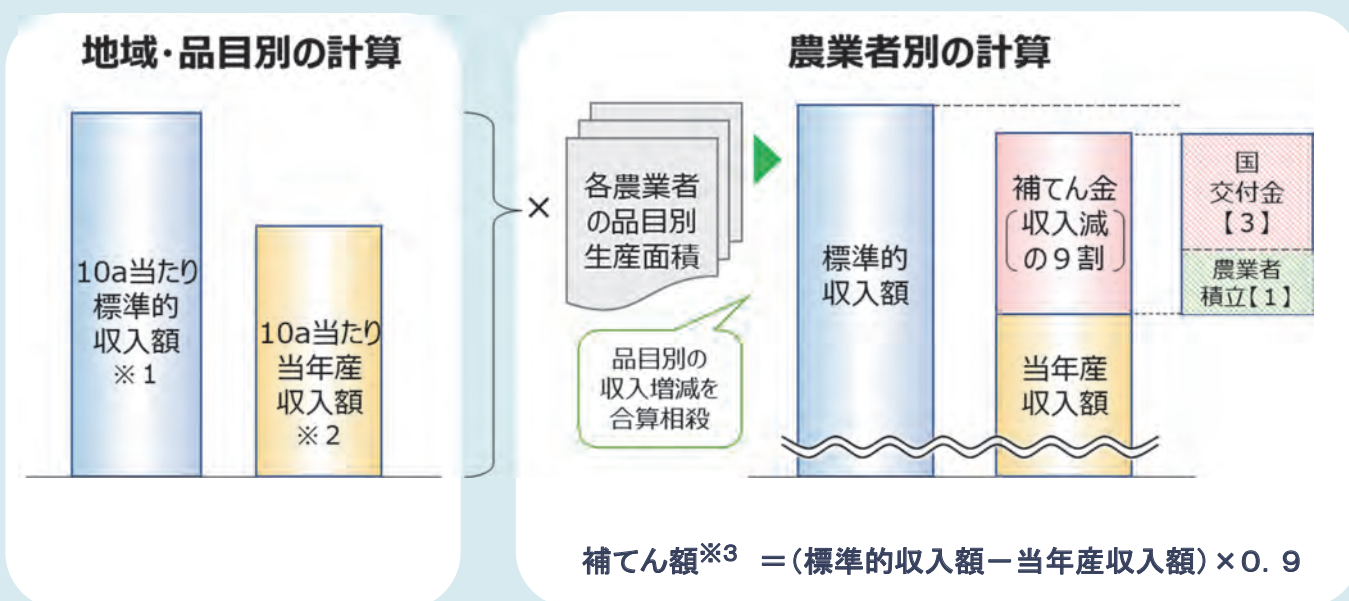 地域・品目別の計算
10a当たり
標準的
収入額
※1
10a当たり
当年産
収入額
※2
農業者別の計算
×
各農業者
の品目別
生産面積
品目別の
収入増減を
合算相殺
標準的
収入額
補てん金
収入減
の9割
当年産
収入額
国
交付金
【3】
農業者
積立【1】
補てん額※3 =(標準的収入額-当年産収入額)×0.9